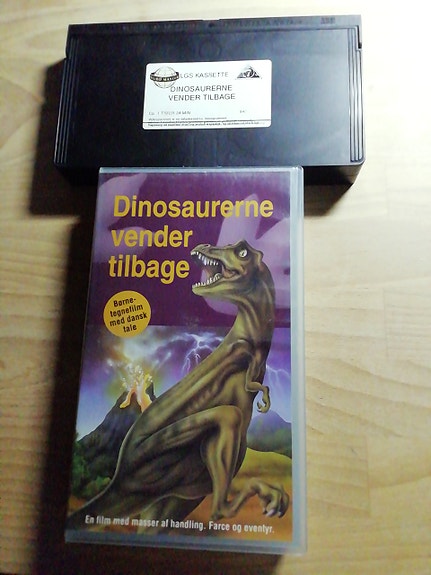 LGS KASSETTE
DINOSAURERNE
VENDER TILBAGE
Dinosaurerne
vender
tilbage
Børne-
tegnefilm
med dansk
tale
En film med masser af handling. Farce og eventyr.